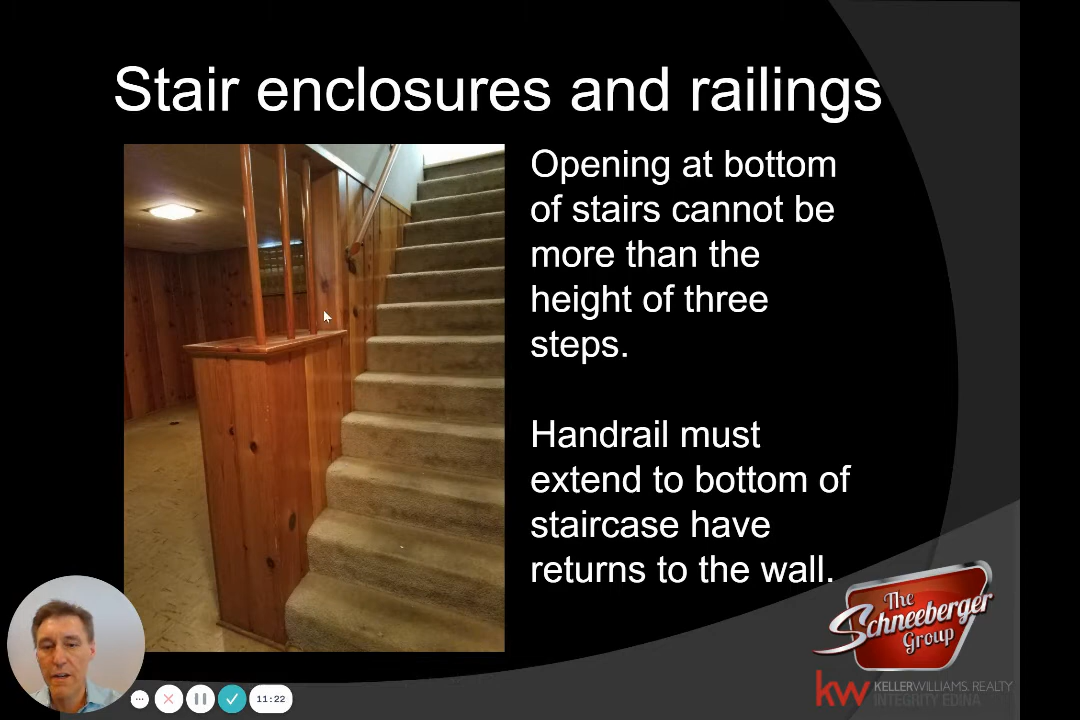 Stair enclosures and railings
Opening at bottom
of stairs cannot be
more than the
height of three
steps.
Handrail must
extend to bottom of
staircase have
returns to the wall.
The
Schneeberger
Group
kw KELLERWILLIAMS. REALTY
INTEGRITY EDINA
11:22